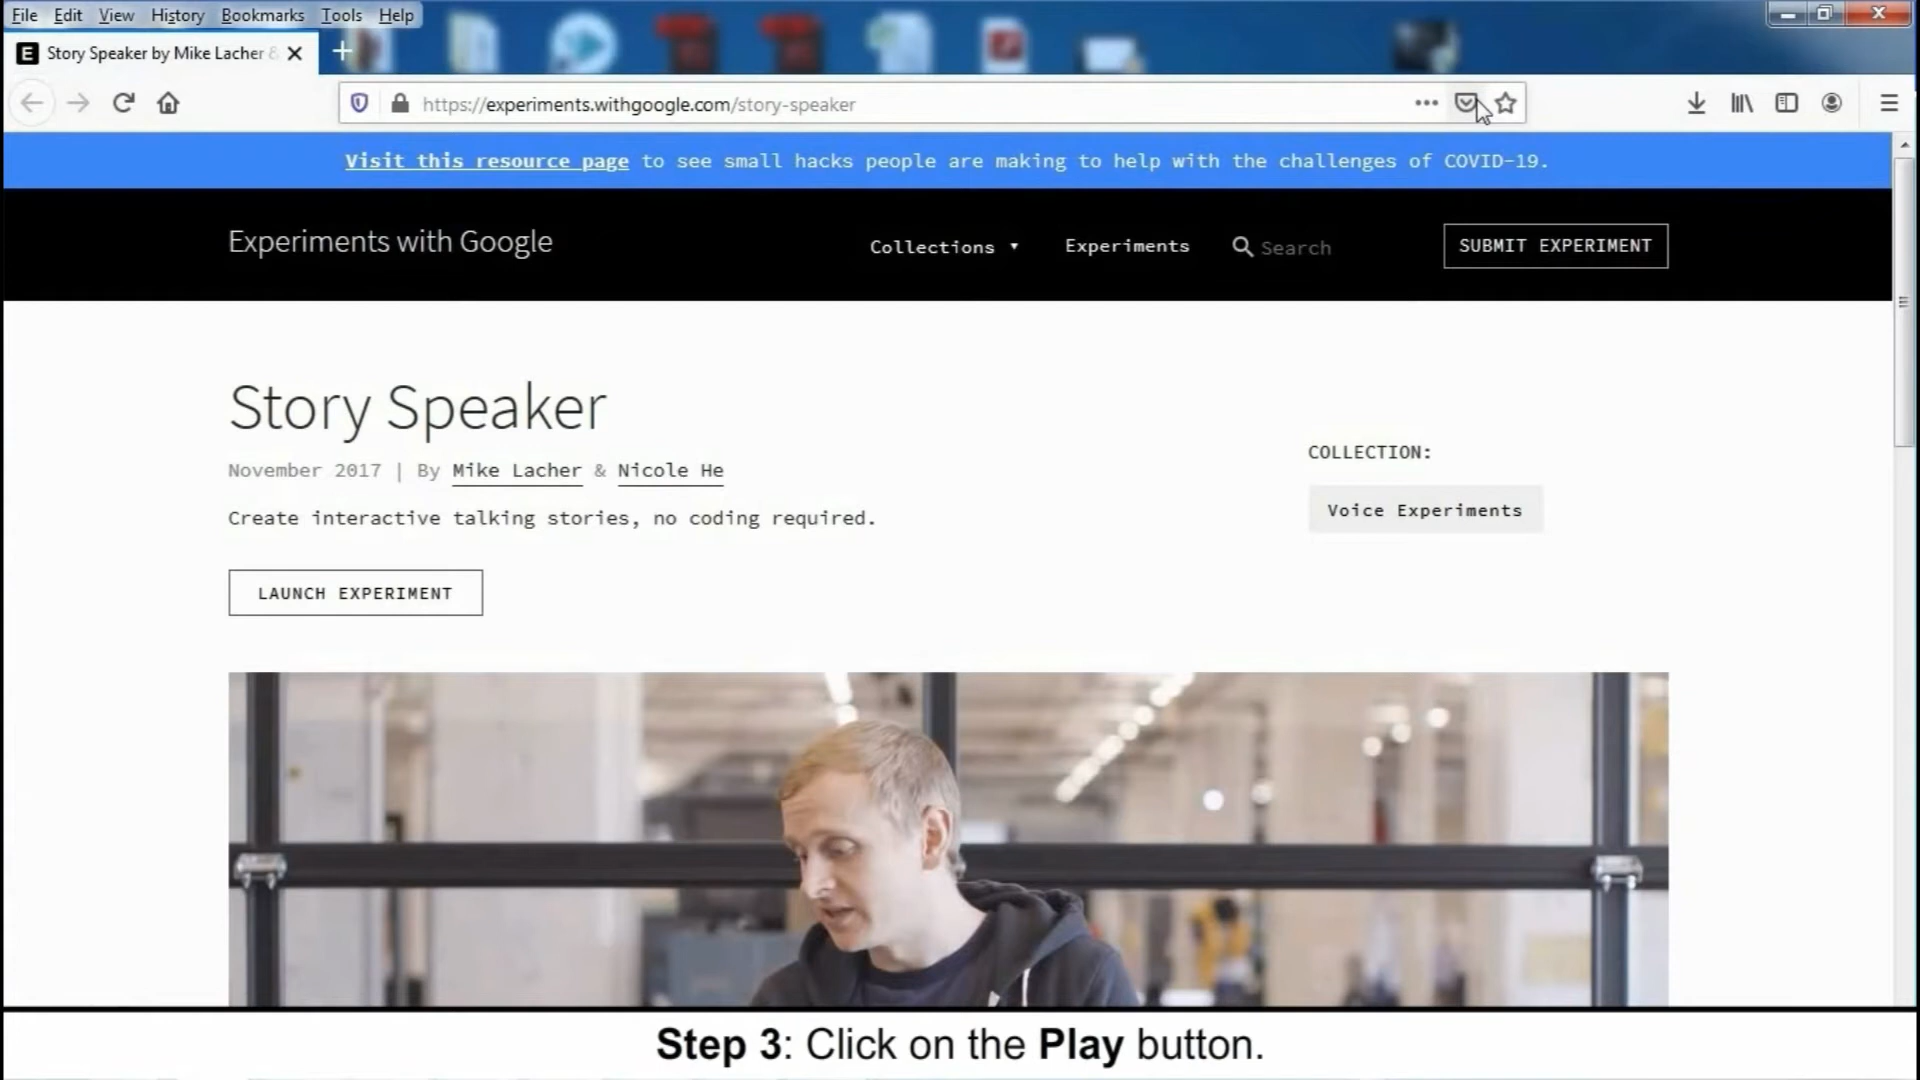 File Edit View History Bookmarks Tools Help
Story Speaker by Mike Lacher &
https://experiments.withgoogle.com/story-speaker
Visit this resource page to see small hacks people are making to help with the challenges of COVID-19.
Experiments with Google
Collections
Experiments
Search
SUBMIT EXPERIMENT
Story Speaker
November 2017 | By Mike Lacher & Nicole He
Create interactive talking stories, no coding required.
COLLECTION:
Voice Experiments
LAUNCH EXPERIMENT
Step 3: Click on the Play button.